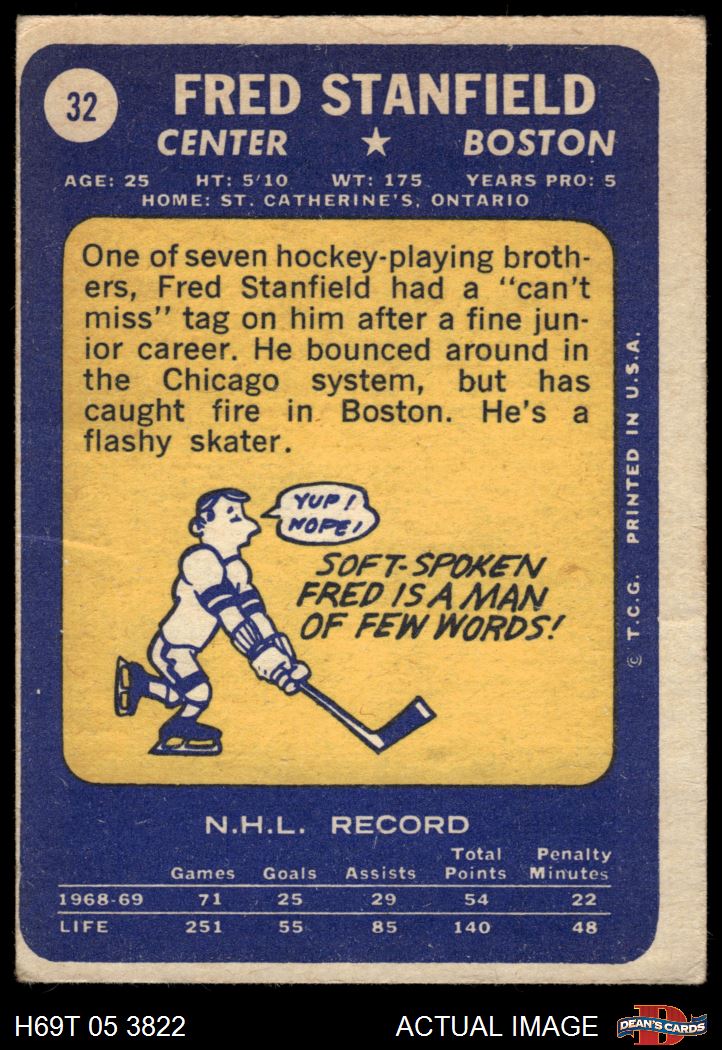 32
FRED STANFIELD
CENTER ★ BOSTON
AGE: 25 HT: 5'10 WT: 175 YEARS PRO: 5
HOME: ST. CATHERINE'S, ONTARIO
One of seven hockey-playing broth-
ers, Fred Stanfield had a "can't
miss" tag on him after a fine jun-
ior career. He bounced around in
the Chicago system, but has
caught fire in Boston. He's a
flashy skater.
YUP!
NOPE!
SOFT-SPOKEN
FRED IS A MAN
OF FEW WORDS!
© T.C.G. PRINTED IN U.S.A.
N.H.L. RECORD
Games Goals Assists Total Points Penalty Minutes
1968-69 71 25 29 54 22
LIFE 251 55 85 140 48
H69T 05 3822 ACTUAL IMAGE
D
DEAN'S CARDS